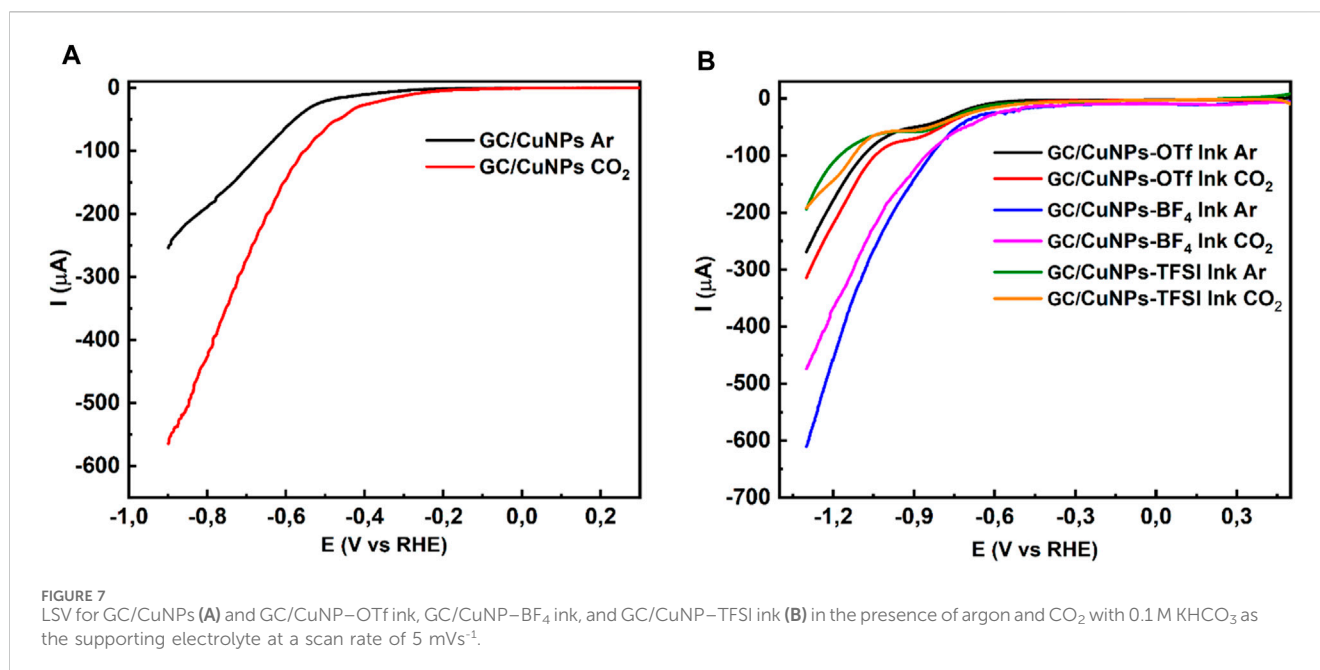 A
0
-100
-200
-300
-400
-500
-600
I (µA)
GC/CuNPs Ar
GC/CuNPs CO₂
-1,0 -0,8 -0,6 -0,4 -0,2 0,0 0,2
E (V vs RHE)
B
0
-100
-200
-300
-400
-500
-600
-700
I (µA)
GC/CuNPs-OTf Ink Ar
GC/CuNPs-OTf Ink CO₂
GC/CuNPs-BF₄ Ink Ar
GC/CuNPs-BF₄ Ink CO₂
GC/CuNPs-TFSI Ink Ar
GC/CuNPs-TFSI Ink CO₂
-1,2 -0,9 -0,6 -0,3 0,0 0,3
E (V vs RHE)
FIGURE 7
LSV for GC/CuNPs (A) and GC/CuNP–OTf ink, GC/CuNP–BF₄ ink, and GC/CuNP–TFSI ink (B) in the presence of argon and CO₂ with 0.1 M KHCO₃ as
the supporting electrolyte at a scan rate of 5 mVs⁻¹.